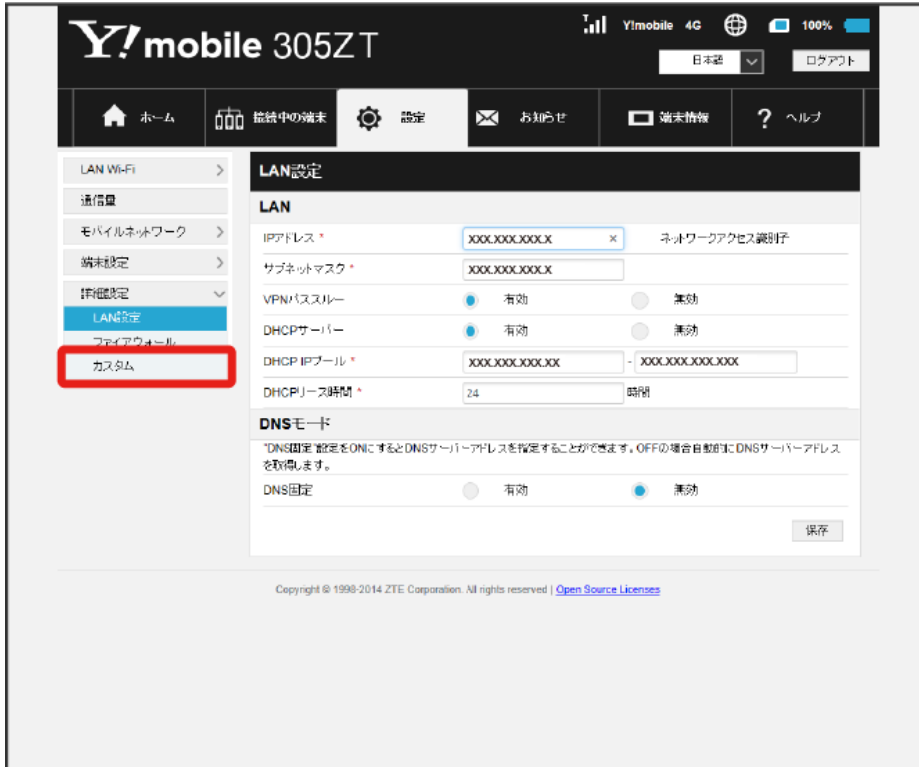 Y! mobile 305ZT
Y!mobile 4G 100%
日本語 ログアウト
ホーム 接続中の端末 設定 お知らせ 端末情報 ? ヘルプ
LAN Wi-Fi
通信量
モバイルネットワーク
端末設定
詳細設定
LAN設定
ファイアウォール
カスタム
LAN設定
LAN
IPアドレス * XXX.XXX.XXX.X × ネットワークアクセス識別子
サブネットマスク * XXX.XXX.XXX.X
VPNパススルー 有効 無効
DHCPサーバー 有効 無効
DHCP IPプール * XXX.XXX.XXX.XX - XXX.XXX.XXX.XXX
DHCPリース時間 * 24 時間
DNSモード
"DNS固定"設定をONにするとDNSサーバーアドレスを指定することができます。OFFの場合自動的にDNSサーバーアドレス
を取得します。
DNS固定 有効 無効
保存
Copyright © 1998-2014 ZTE Corporation. All rights reserved | Open Source Licenses